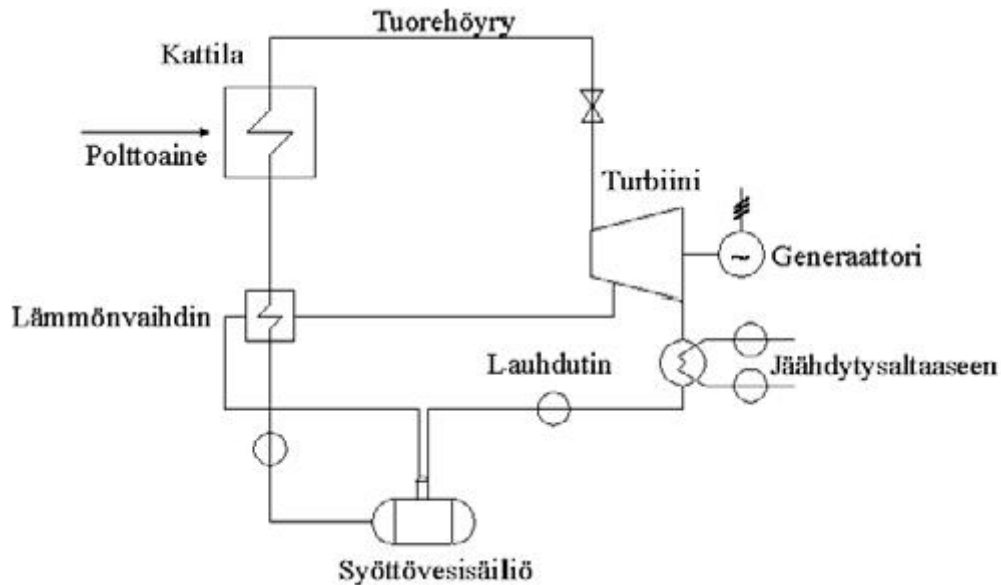 Tuorehöyry
Kattila
Polttoaine
Turbiini
~
Generaattori
Lämmönvaihdin
Lauhdutin
Jäähdytysaltaaseen
Syöttövesisäiliö